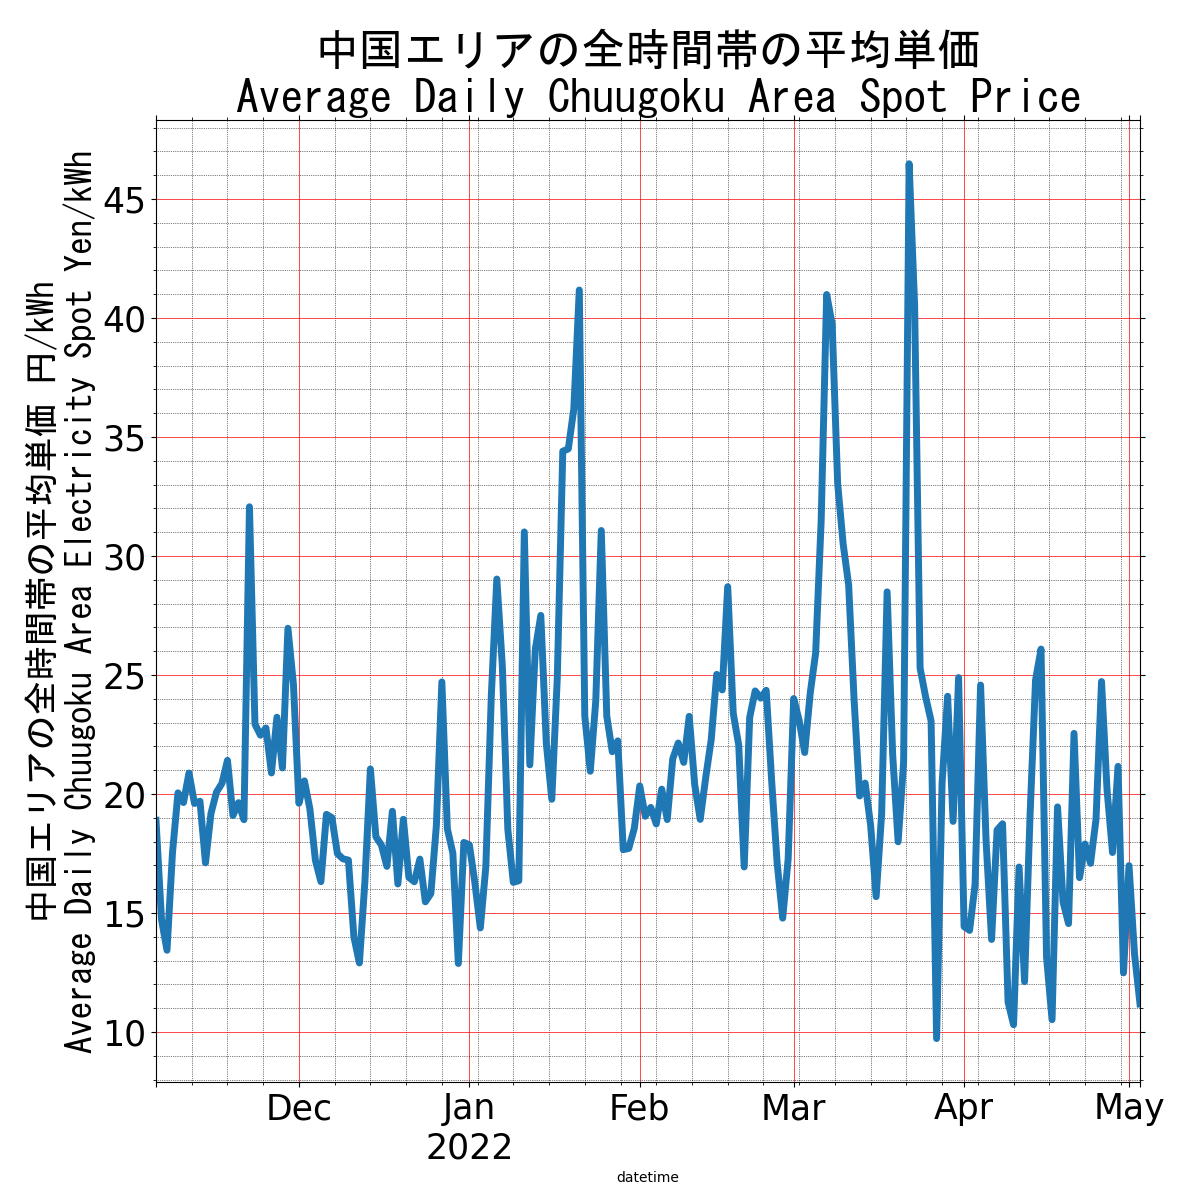 中国エリアの全時間帯の平均単価
Average Daily Chuugoku Area Spot Price
中国エリアの全時間帯の平均単価 円/kWh
Average Daily Chuugoku Area Electricity Spot Yen/kWh
45
40
35
30
25
20
15
10
Dec
Jan
2022
Feb
Mar
Apr
May
datetime